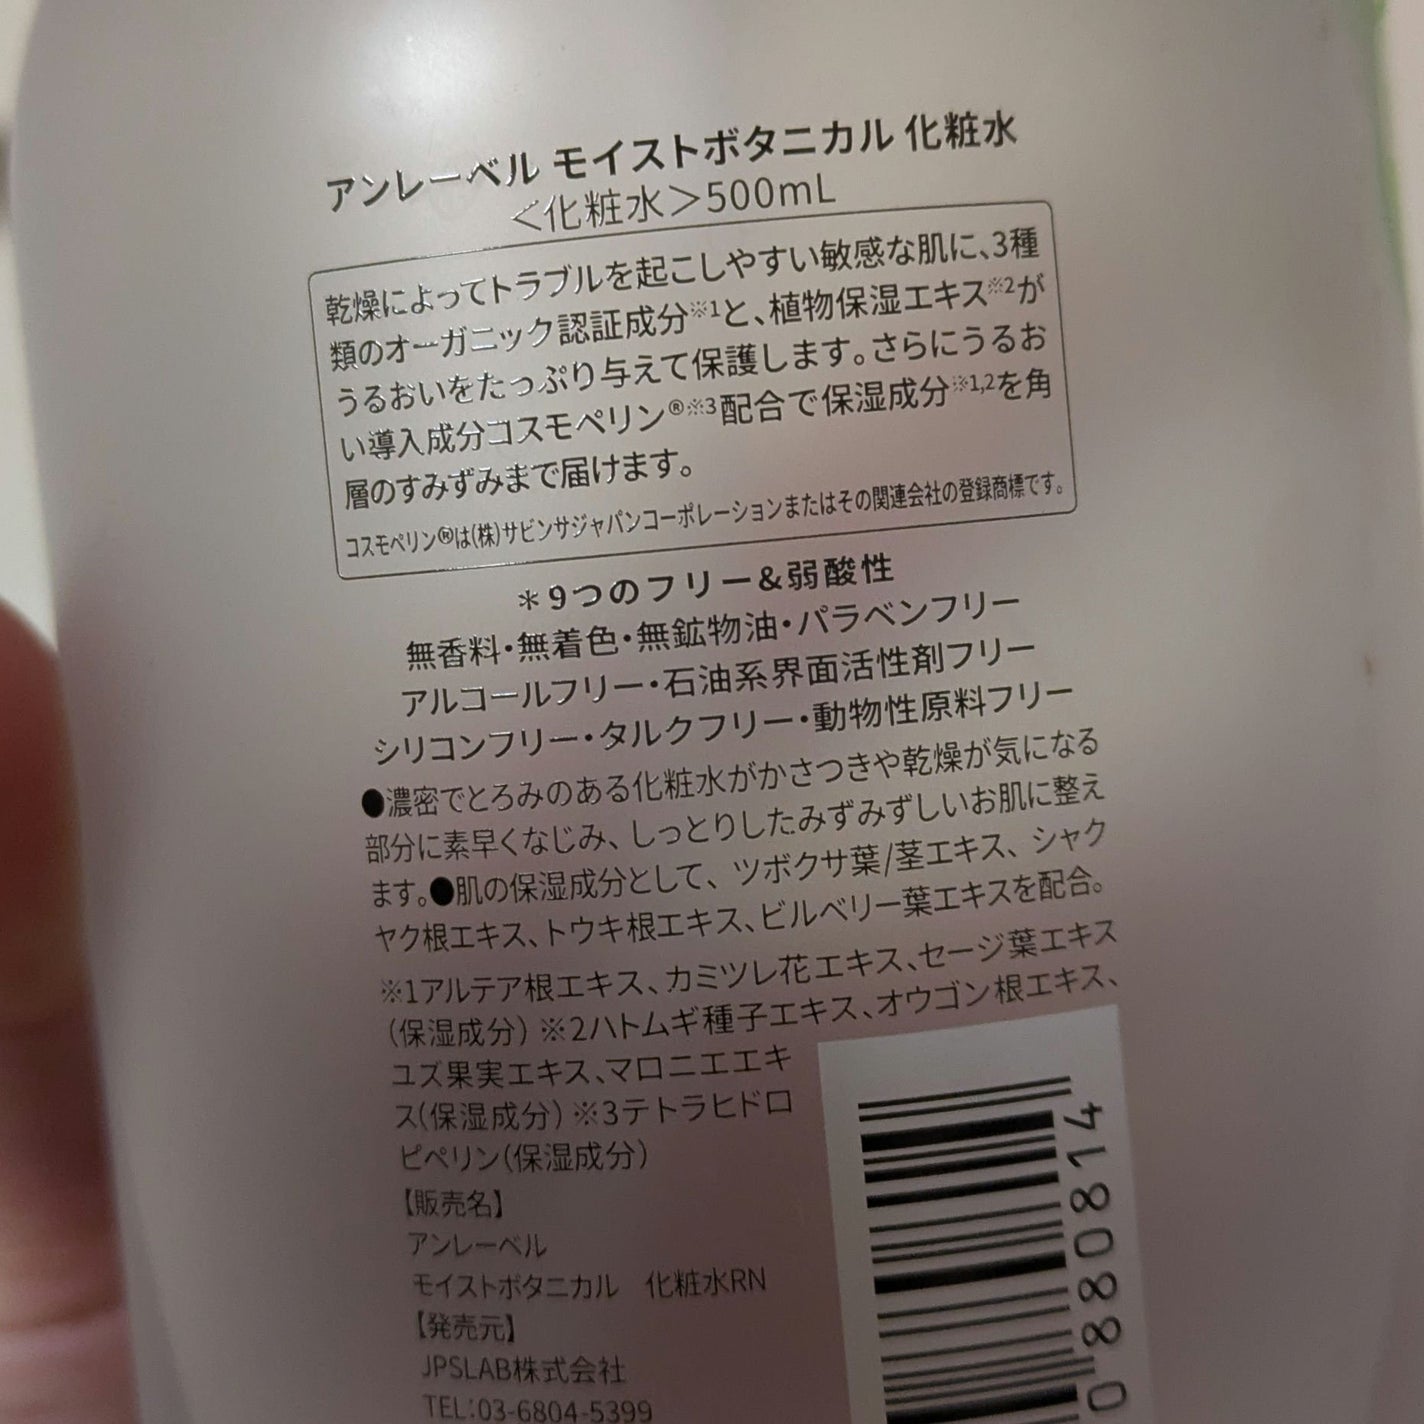 アンレーベル モイストボタニカル 化粧水
＜化粧水＞500mL
乾燥によってトラブルを起こしやすい敏感な肌に、3種
類のオーガニック認証成分※1と、植物保湿エキス※2が
うるおいをたっぷり与えて保護します。さらにうるお
い導入成分コスモペリン®※3配合で保湿成分※1,2を角
層のすみずみまで届けます。
コスモペリン®は(株)サビンサジャパンコーポレーションまたはその関連会社の登録商標です。
＊9つのフリー&弱酸性
無香料・無着色・無鉱物油・パラベンフリー
アルコールフリー・石油系界面活性剤フリー
シリコンフリー・タルクフリー・動物性原料フリー
●濃密でとろみのある化粧水がかさつきや乾燥が気になる
部分に素早くなじみ、しっとりしたみずみずしいお肌に整え
ます。●肌の保湿成分として、ツボクサ葉/茎エキス、シャク
ヤク根エキス、トウキ根エキス、ビルベリー葉エキスを配合。
※1アルテア根エキス、カミツレ花エキス、セージ葉エキス
（保湿成分）※2ハトムギ種子エキス、オウゴン根エキス、
ユズ果実エキス、マロニエエキ
ス(保湿成分)※3テトラヒドロ
ピペリン(保湿成分)
【販売名】
アンレーベル
モイストボタニカル 化粧水RN
【発売元】
JPSLAB株式会社
TEL:03-6804-5399
4180880